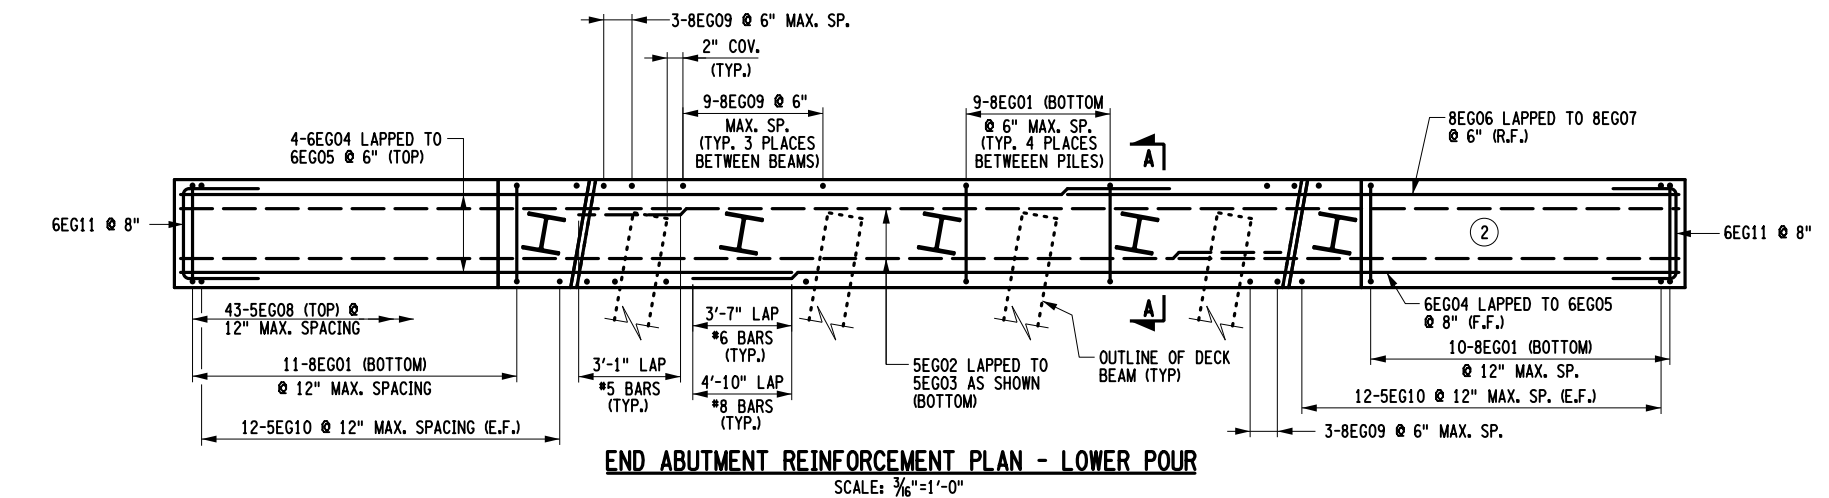 3-8EG09 @ 6" MAX. SP.
2" COV.
(TYP.)
9-8EG09 @ 6"
MAX. SP.
(TYP. 3 PLACES
BETWEEN BEAMS)
9-8EG01 (BOTTOM
@ 6" MAX. SP.
(TYP. 4 PLACES
BETWEEEN PILES)
A
8EG06 LAPPED TO 8EG07
@ 6" (R.F.)
4-6EG04 LAPPED TO
6EG05 @ 6" (TOP)
6EG11 @ 8"
2
6EG11 @ 8"
43-5EG08 (TOP) @
12" MAX. SPACING
11-8EG01 (BOTTOM)
@ 12" MAX. SPACING
12-5EG10 @ 12" MAX. SPACING (E.F.)
3'-1" LAP
#5 BARS
(TYP.)
3'-7" LAP
#6 BARS
(TYP.)
4'-10" LAP
#8 BARS
(TYP.)
5EG02 LAPPED TO
5EG03 AS SHOWN
(BOTTOM)
OUTLINE OF DECK
BEAM (TYP)
A
6EG04 LAPPED TO 6EG05
@ 8" (F.F.)
10-8EG01 (BOTTOM)
@ 12" MAX. SP.
12-5EG10 @ 12" MAX. SP. (E.F.)
3-8EG09 @ 6" MAX. SP.
END ABUTMENT REINFORCEMENT PLAN - LOWER POUR
SCALE: 3/16"=1'-0"